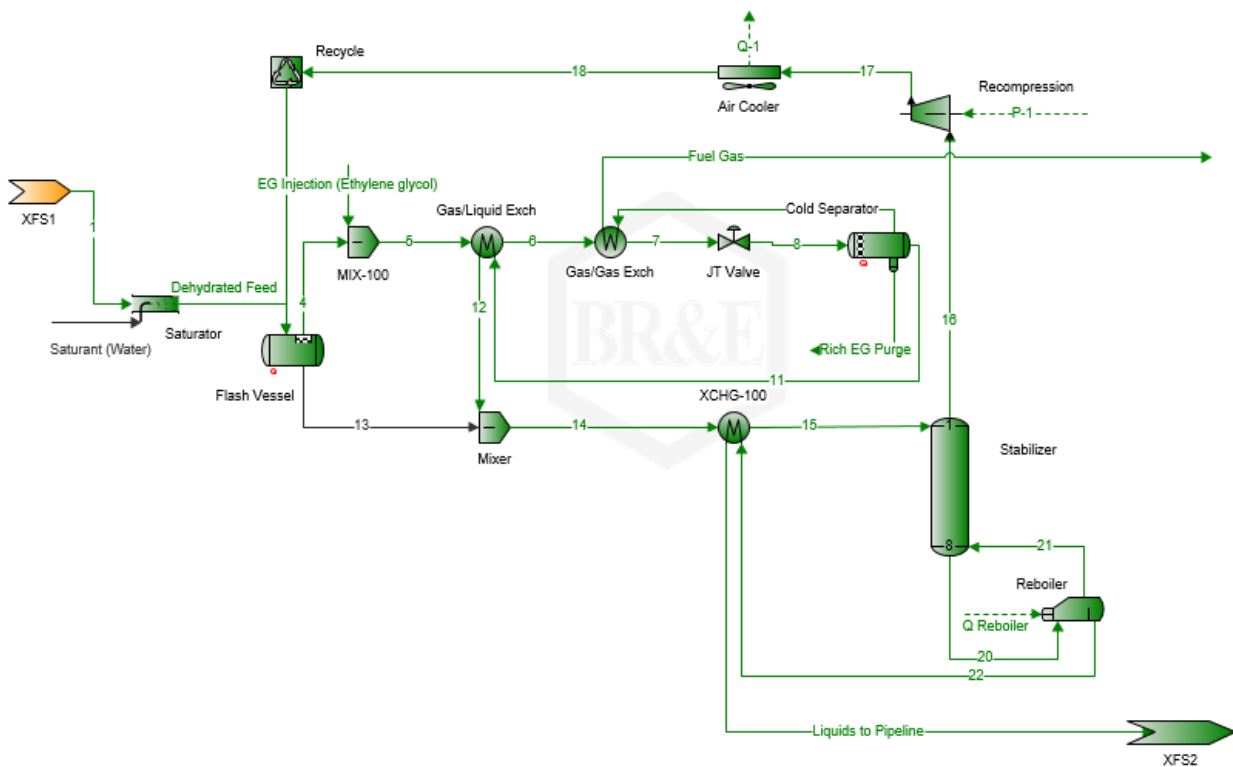 Recycle
18
Q-1
Air Cooler
17
Recompression
P-1
Fuel Gas
XFS1
1
EG Injection (Ethylene glycol)
MIX-100
5
Gas/Liquid Exch
6
Gas/Gas Exch
7
JT Valve
8
Cold Separator
Q
Dehydrated Feed
Saturator
Saturant (Water)
4
Flash Vessel
Q
12
BR&E
Rich EG Purge
11
16
13
Mixer
14
XCHG-100
15
1
Stabilizer
8
21
Reboiler
Q Reboiler
20
22
Liquids to Pipeline
XFS2
M
W
M